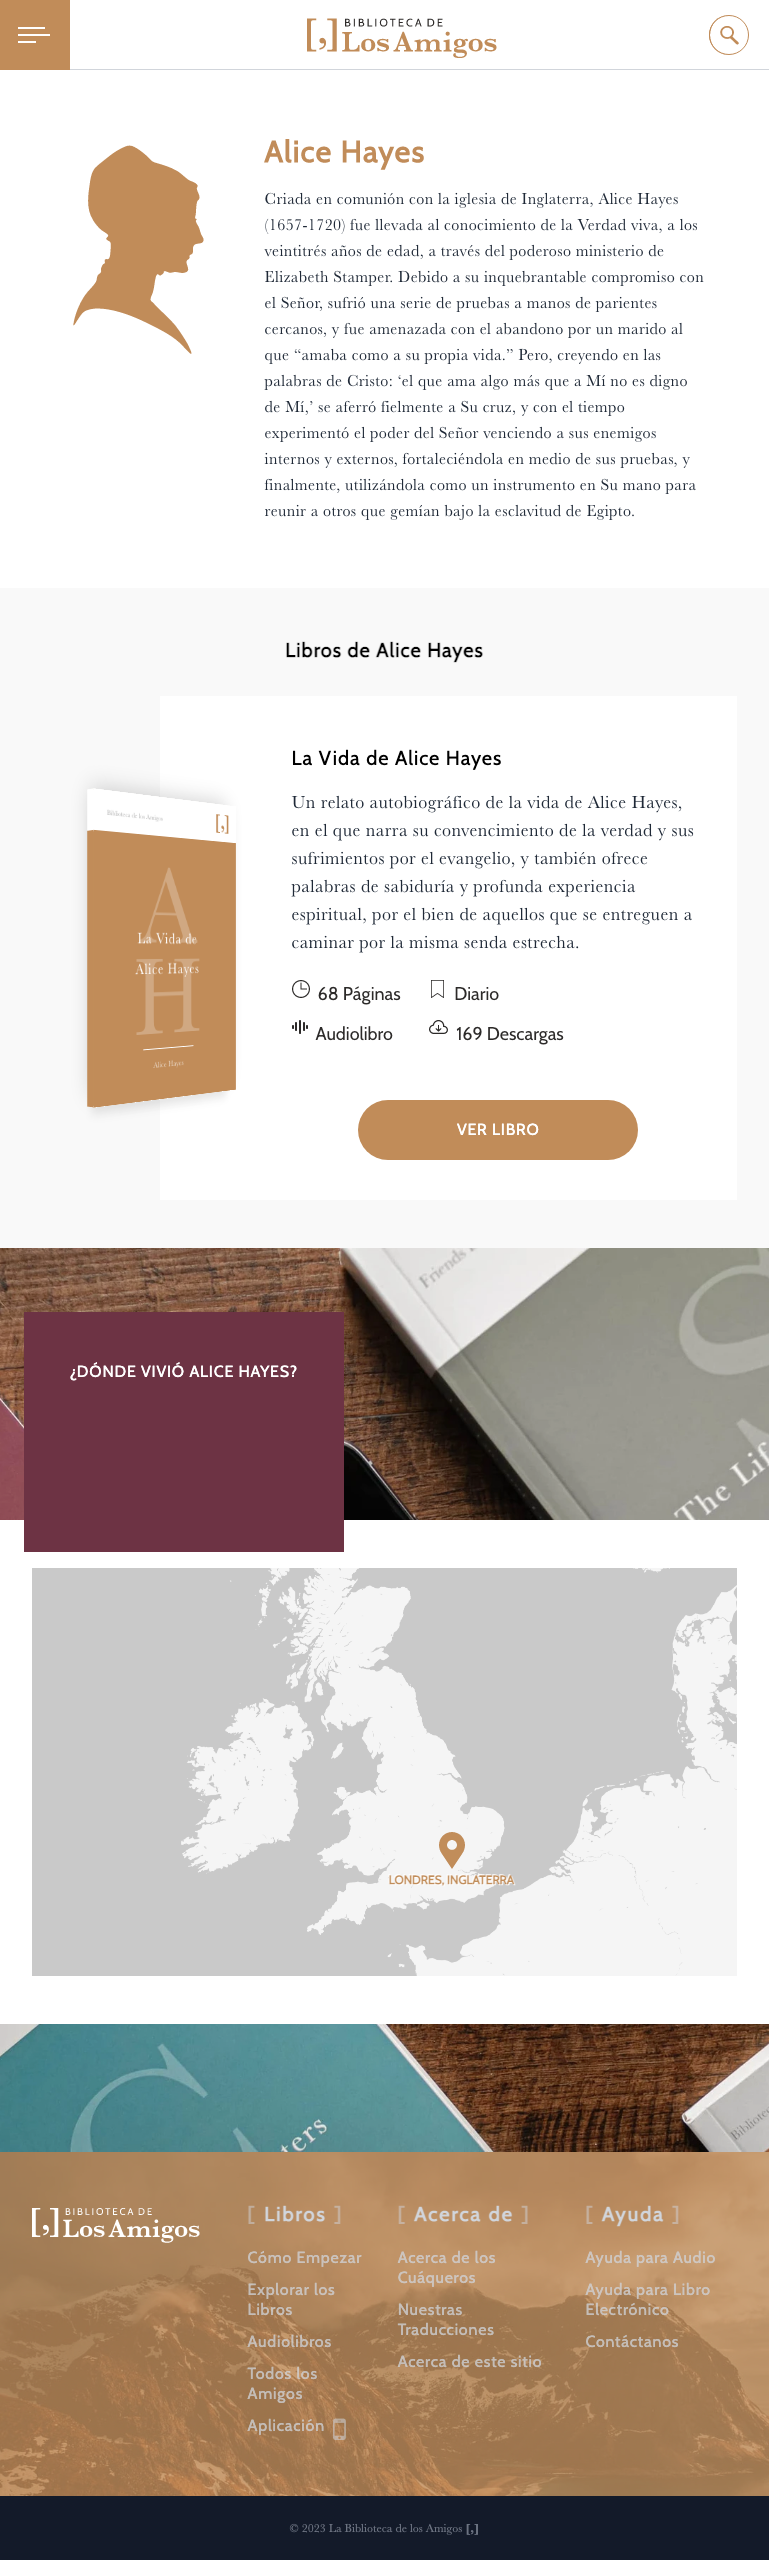 BIBLIOTECA DE
[,] Los Amigos
Alice Hayes
Criada en comunión con la iglesia de Inglaterra, Alice Hayes
(1657-1720) fue llevada al conocimiento de la Verdad viva, a los
veintitrés años de edad, a través del poderoso ministerio de
Elizabeth Stamper. Debido a su inquebrantable compromiso con
el Señor, sufrió una serie de pruebas a manos de parientes
cercanos, y fue amenazada con el abandono por un marido al
que “amaba como a su propia vida.” Pero, creyendo en las
palabras de Cristo: ‘el que ama algo más que a Mí no es digno
de Mí,’ se aferró fielmente a Su cruz, y con el tiempo
experimentó el poder del Señor venciendo a sus enemigos
internos y externos, fortaleciéndola en medio de sus pruebas, y
finalmente, utilizándola como un instrumento en Su mano para
reunir a otros que gemían bajo la esclavitud de Egipto.
Libros de Alice Hayes
Biblioteca de los Amigos
[,]
A
H
La Vida de
Alice Hayes
Alice Hayes
La Vida de Alice Hayes
Un relato autobiográfico de la vida de Alice Hayes,
en el que narra su convencimiento de la verdad y sus
sufrimientos por el evangelio, y también ofrece
palabras de sabiduría y profunda experiencia
espiritual, por el bien de aquellos que se entreguen a
caminar por la misma senda estrecha.
68 Páginas
Diario
Audiolibro
169 Descargas
VER LIBRO
Friends
S
The Lif
¿DÓNDE VIVIÓ ALICE HAYES?
LONDRES, INGLATERRA
C
ters
Bibliotec
BIBLIOTECA DE
[,] Los Amigos
[ Libros ]
Cómo Empezar
Explorar los
Libros
Audiolibros
Todos los
Amigos
Aplicación
[ Acerca de ]
Acerca de los
Cuáqueros
Nuestras
Traducciones
Acerca de este sitio
[ Ayuda ]
Ayuda para Audio
Ayuda para Libro
Electrónico
Contáctanos
© 2023 La Biblioteca de los Amigos [,]